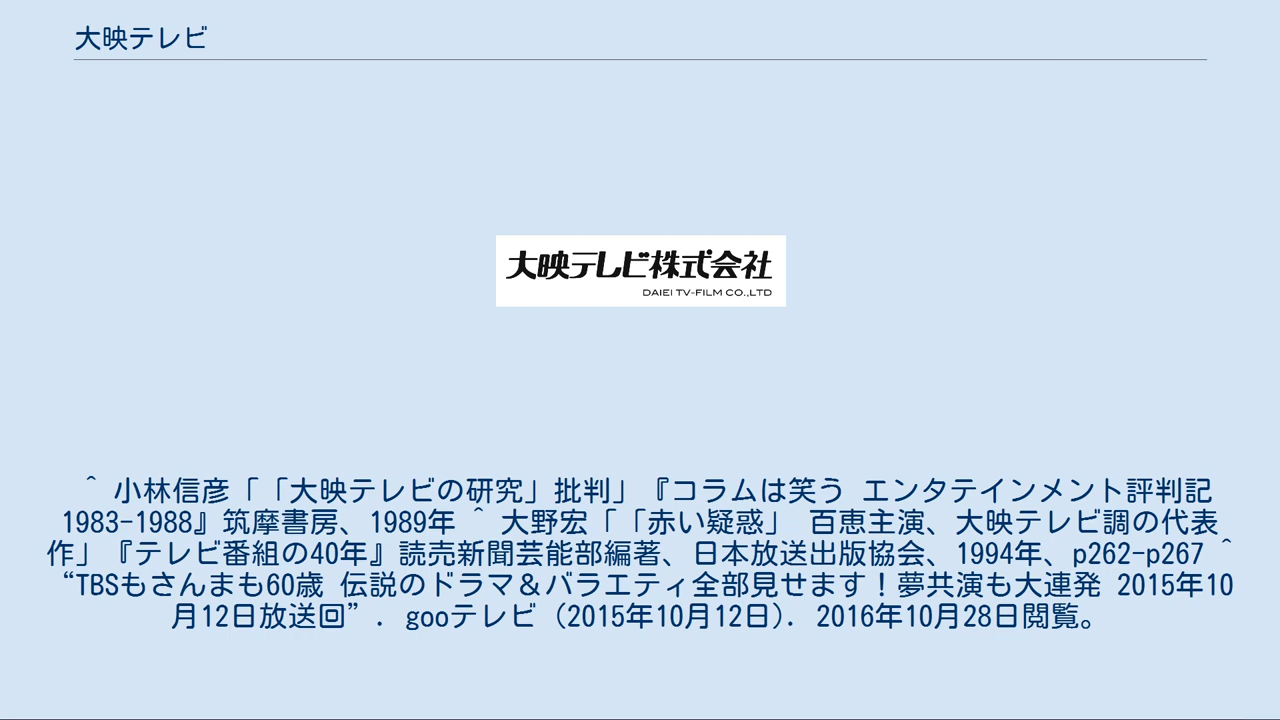 大映テレビ
大映テレビ株式会社
DAIEI TV-FILM CO.,LTD
^ 小林信彦「「大映テレビの研究」批判」『コラムは笑う エンタテインメント評判記
1983-1988』筑摩書房、1989年 ^ 大野宏「「赤い疑惑」 百恵主演、大映テレビ調の代表
作」『テレビ番組の40年』読売新聞芸能部編著、日本放送出版協会、1994年、p262-p267 ^
“TBSもさんまも60歳 伝説のドラマ＆バラエティ全部見せます！夢共演も大連発 2015年10
月12日放送回”. gooテレビ (2015年10月12日). 2016年10月28日閲覧。